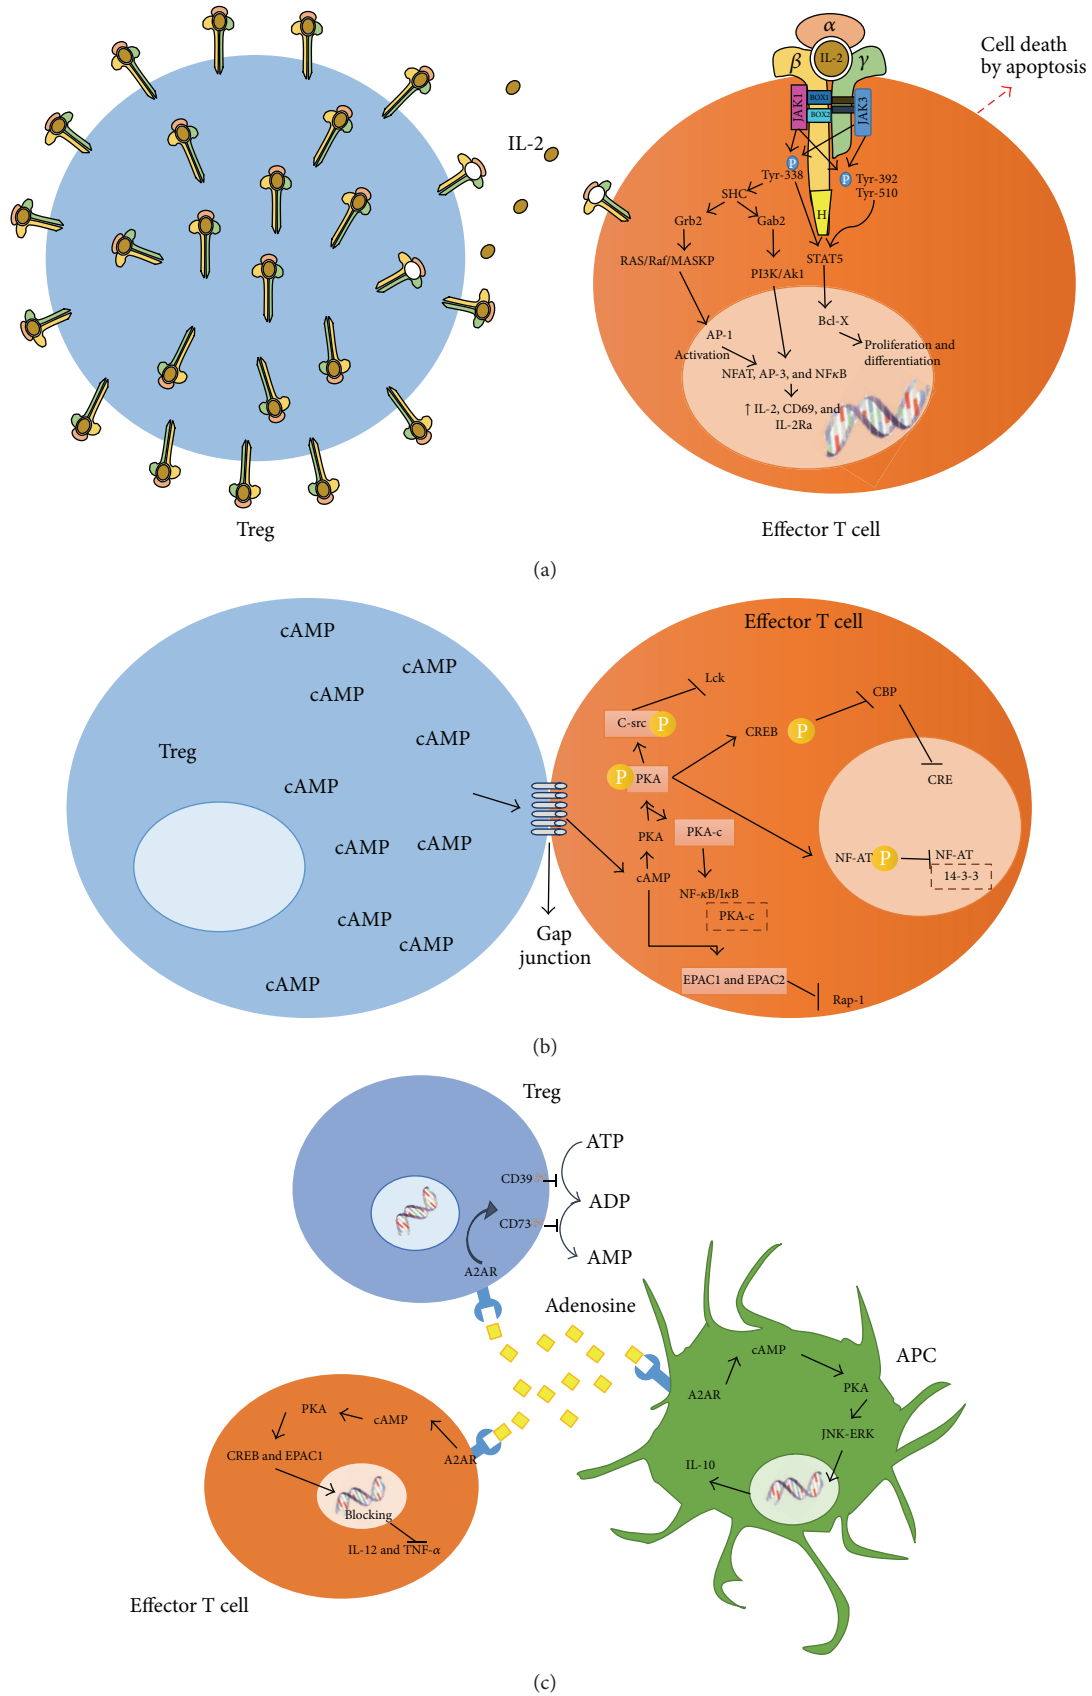 α
β
IL-2
γ
Cell death
by apoptosis
JAK1
BOX1
BOX2
JAK3
IL-2
P
Tyr-338
P
Tyr-392
Tyr-510
SHC
Grb2
Gab2
H
RAS/Raf/MASKP
PI3K/Ak1
STAT5
Bcl-X
AP-1
Activation
Proliferation and
differentiation
NFAT, AP-3, and NFκB
↑ IL-2, CD69, and
IL-2Ra
Treg
Effector T cell
(a)
cAMP
cAMP
cAMP
cAMP
Treg
cAMP
cAMP
cAMP
cAMP
cAMP
cAMP
Gap
junction
Effector T cell
Lck
C-src P
CBP
CREB P
P PKA
CRE
PKA
PKA-c
cAMP
NF-κB/IκB
PKA-c
NF-AT P
NF-AT
14-3-3
EPAC1 and EPAC2
Rap-1
(b)
Treg
ATP
CD39
ADP
CD73
AMP
A2AR
Adenosine
cAMP
APC
A2AR
PKA
JNK-ERK
IL-10
PKA
cAMP
CREB and EPAC1
A2AR
Blocking
IL-12 and TNF-α
Effector T cell
(c)